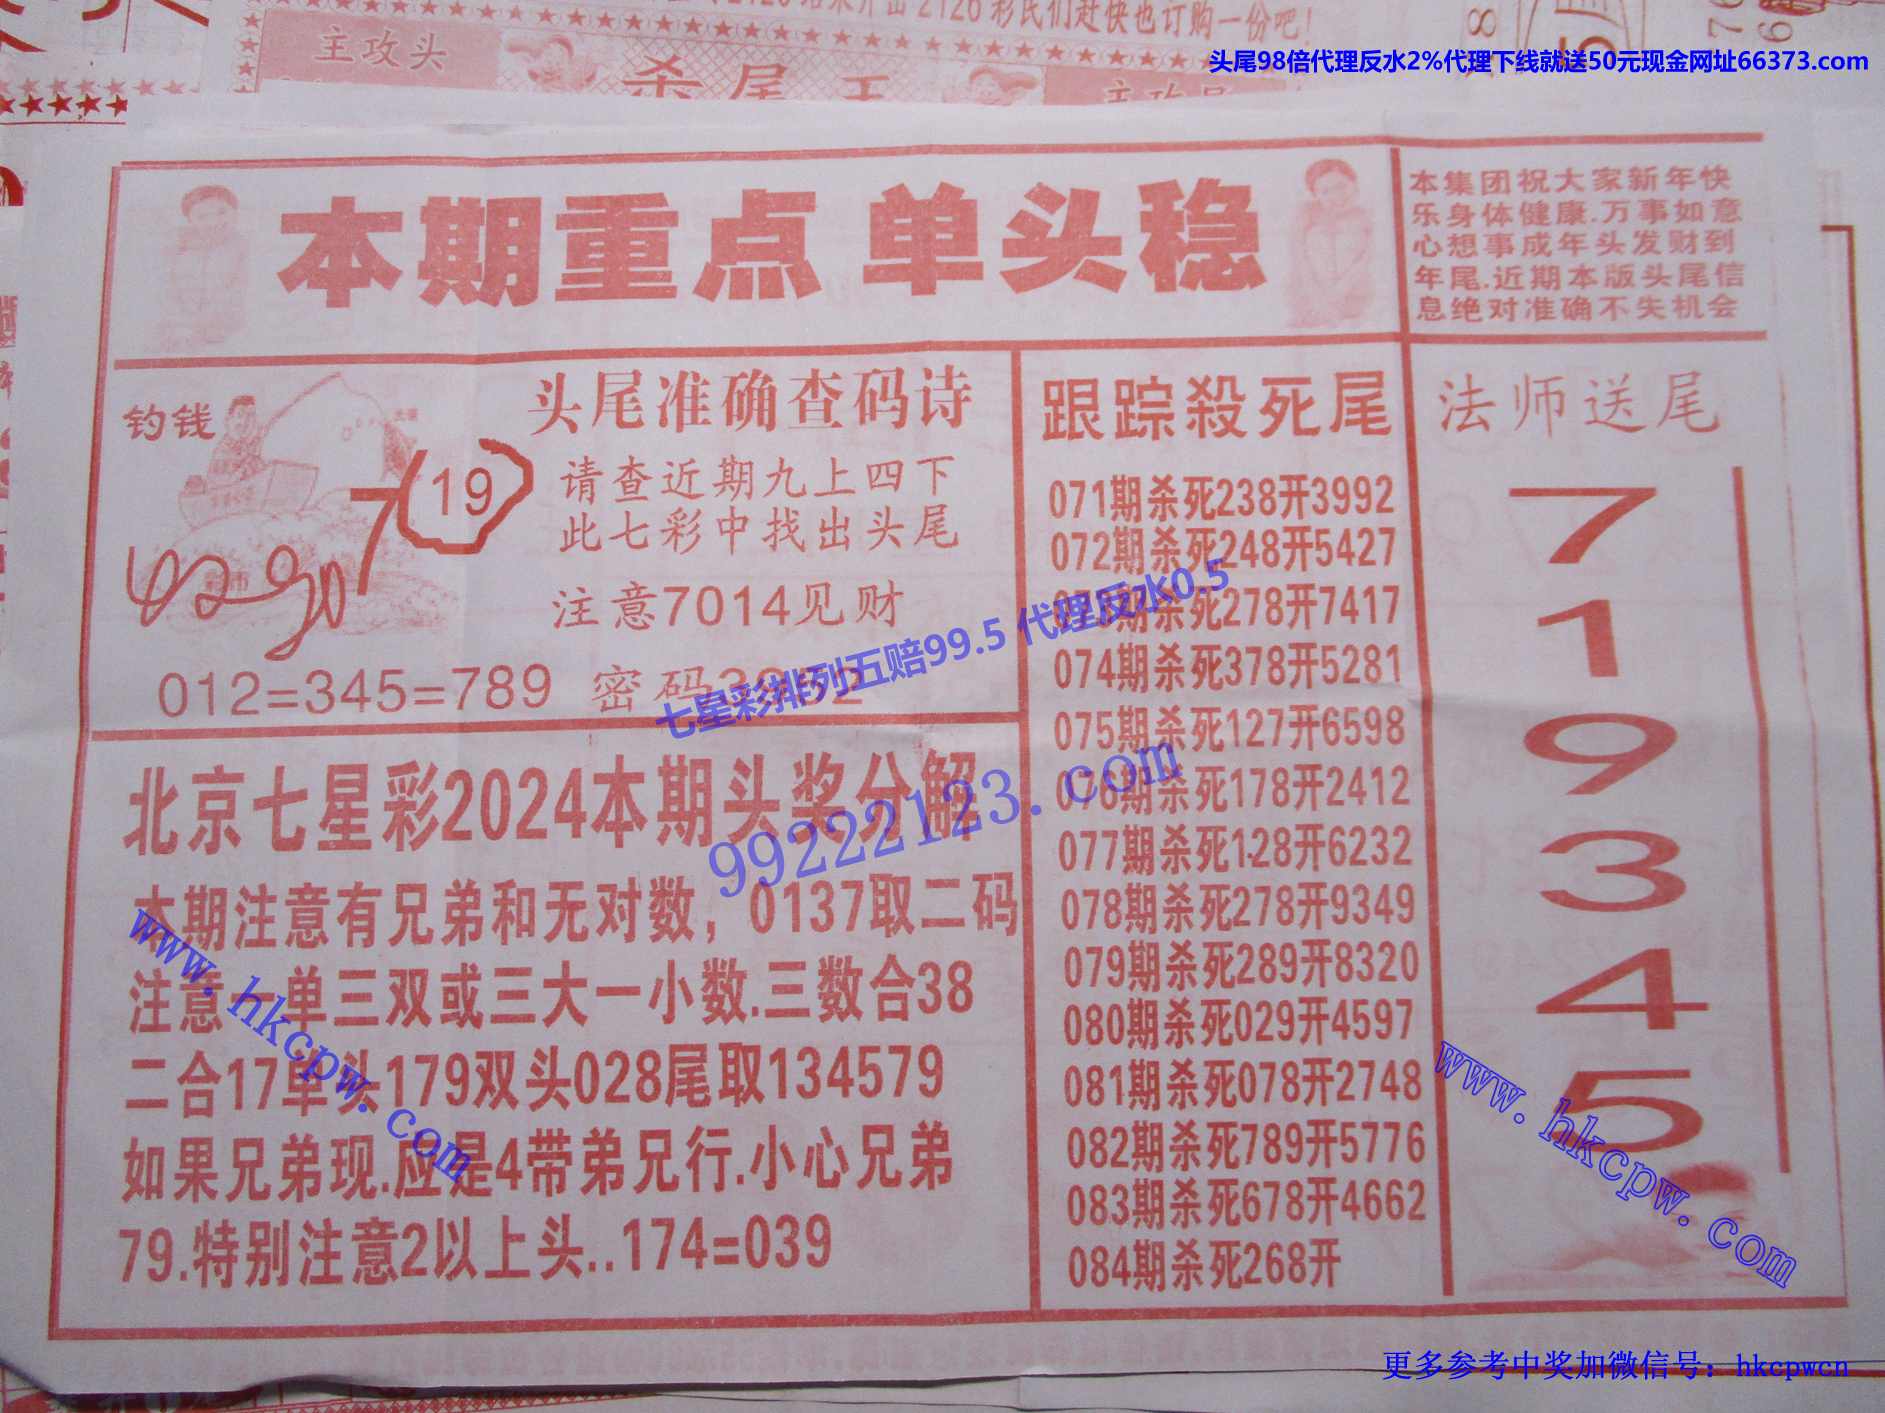 2126彩民们赶快也订购一份吧!
主攻头
头尾98倍代理反水2%代理下线就送50元现金网址66373.com
本期重点 单头稳
本集团祝大家新年快
乐身体健康.万事如意
心想事成年头发财到
年尾.近期本版头尾信
息绝对准确不失机会
钓钱
19
7
头尾准确查码诗
请查近期九上四下
此七彩中找出头尾
注意7014见财
012=345=789 密码
七星彩排列五赔99.5 代理反水0.5
99222123.com
北京七星彩2024本期头奖分解
本期注意有兄弟和无对数，0137取二码
注意一单三双或三大一小数.三数合38
二合17单头179双头028尾取134579
如果兄弟现.应是4带弟兄行.小心兄弟
79.特别注意2以上头..174=039
www.hkcpw.com
跟踪殺死尾
071期杀死238开3992
072期杀死248开5427
073期杀死278开7417
074期杀死378开5281
075期杀死127开6598
076期杀死178开2412
077期杀死128开6232
078期杀死278开9349
079期杀死289开8320
080期杀死029开4597
081期杀死078开2748
082期杀死789开5776
083期杀死678开4662
084期杀死268开
法师送尾
7
1
9
3
4
5
www.hkcpw.com
更多参考中奖加微信号：hkcpwcn